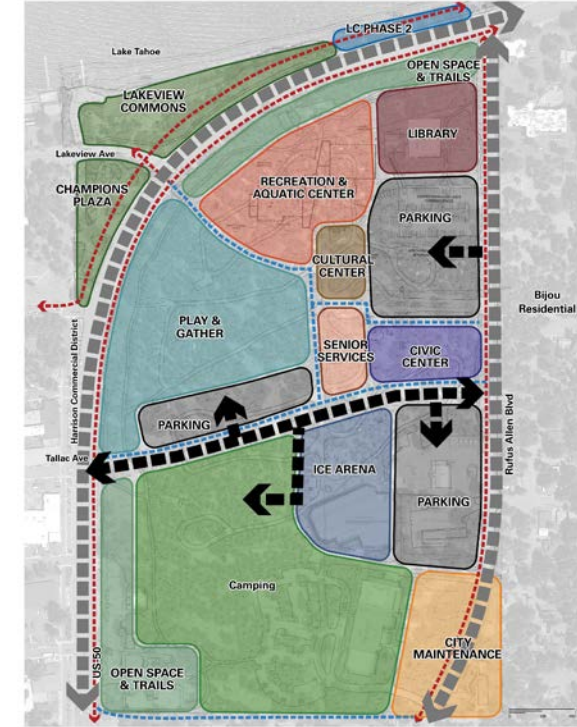 LC PHASE 2
Lake Tahoe
OPEN SPACE
& TRAILS
LAKEVIEW
COMMONS
LIBRARY
Lakeview Ave
CHAMPIONS
PLAZA
RECREATION &
AQUATIC CENTER
PARKING
CULTURAL
CENTER
Bijou
Residential
PLAY &
GATHER
SENIOR
SERVICES
CIVIC
CENTER
Harrison Commercial District
PARKING
Tallac Ave
Rufus Allen Blvd
ICE ARENA
PARKING
Camping
CITY
MAINTENANCE
US 50
OPEN SPACE
& TRAILS